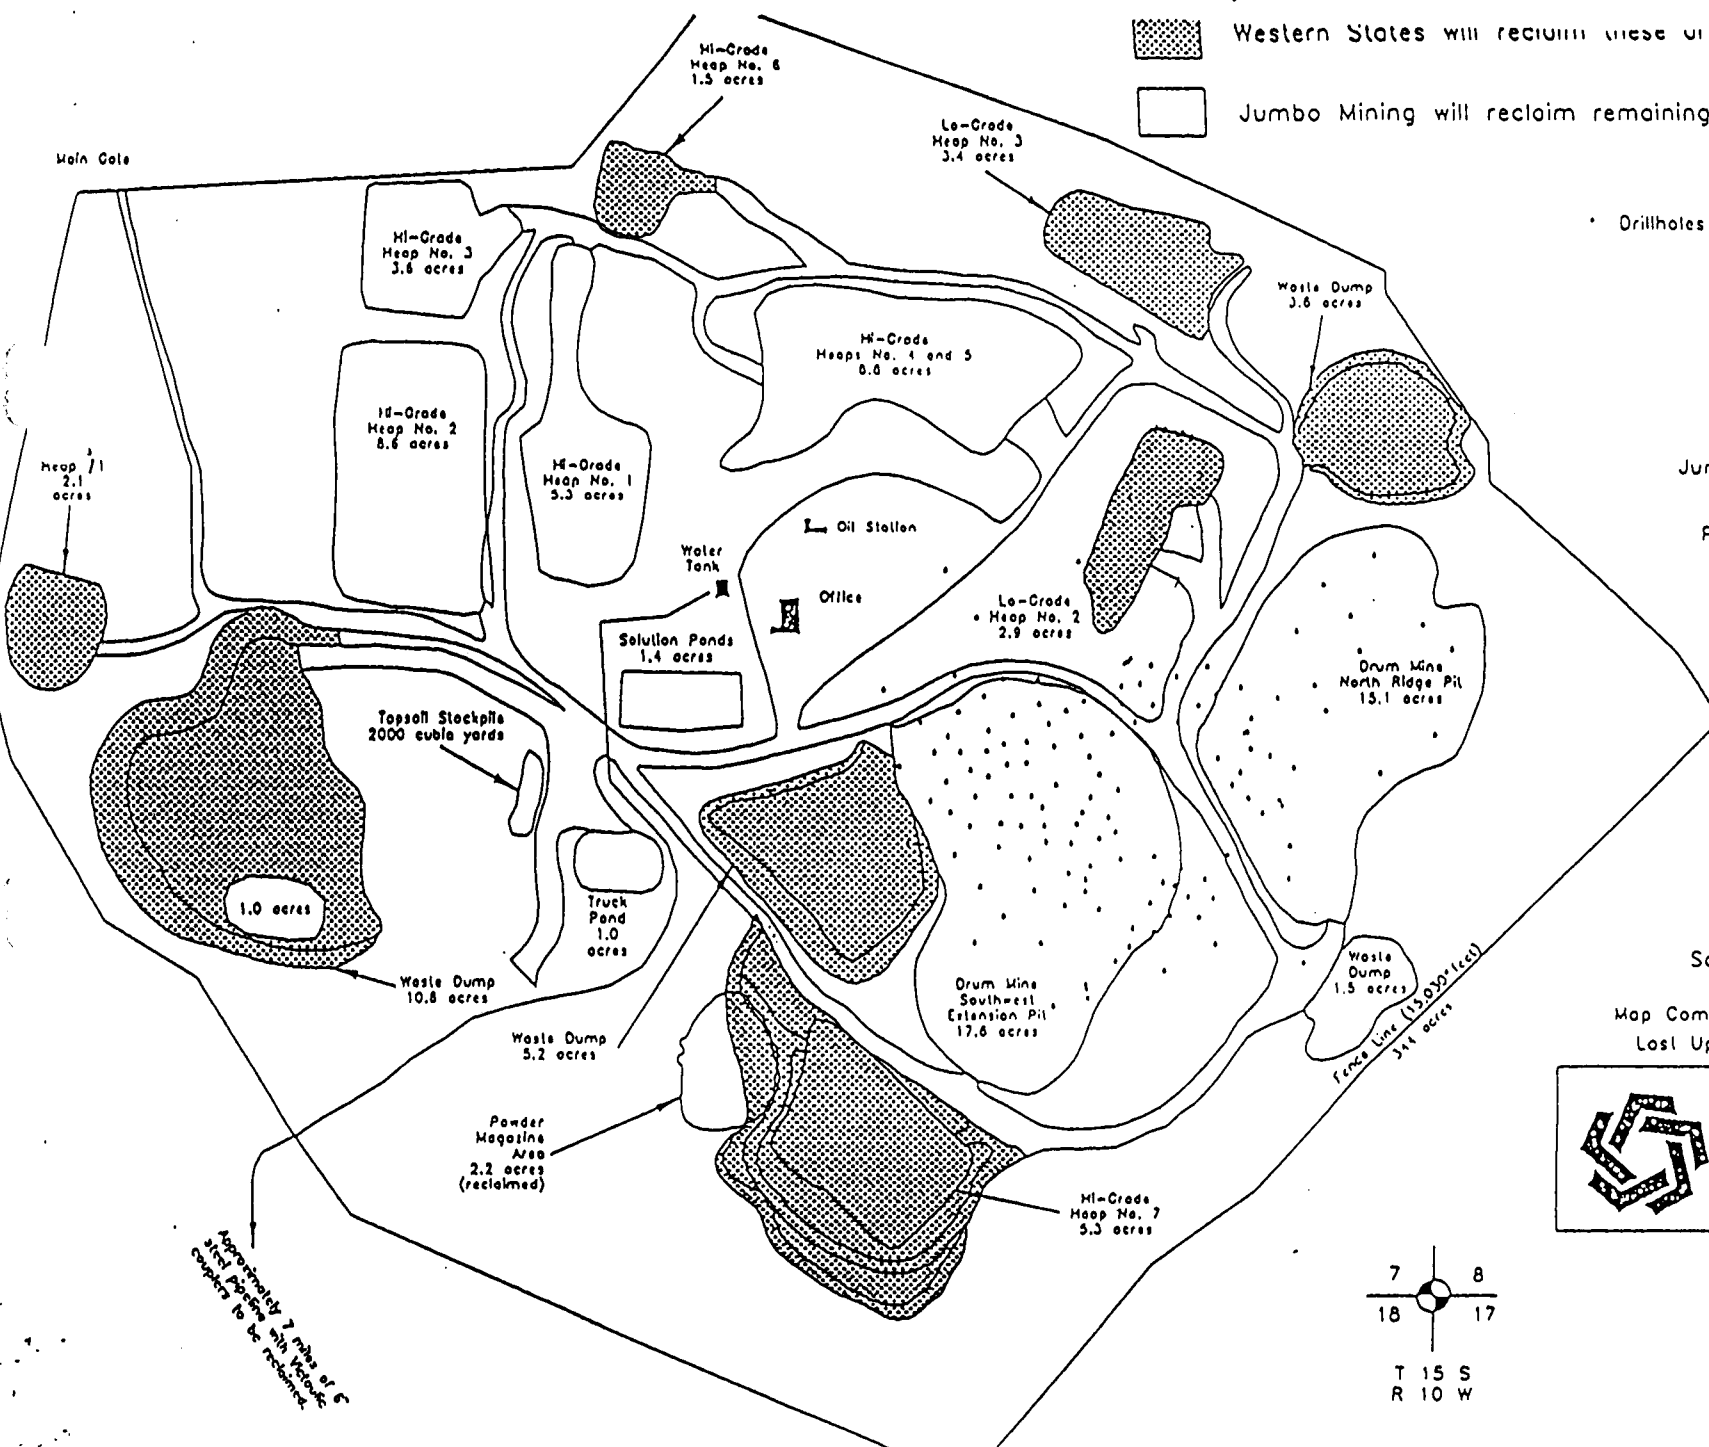 Western States will reclaim these
Jumbo Mining will reclaim remaining
Hi-Grade
Heap No. 6
1.5 acres
Lo-Grade
Heap No. 3
3.4 acres
Main Gate
Drillholes
Hi-Grade
Heap No. 3
3.6 acres
Waste Dump
3.6 acres
Hi-Grade
Heaps No. 4 and 5
acres
Hi-Grade
Heap No. 2
8.6 acres
Heap
2.1
acres
Hi-Grade
Heap No. 1
5.3 acres
Oil Station
Water
Tank
Office
Lo-Grade
Heap No. 2
2.9 acres
Solution Ponds
1.4 acres
Drum Mine
North Ridge Pit
15.1 acres
Topsoil Stockpile
2000 cubic yards
1.0 acres
Truck
Pond
1.0
acres
Waste Dump
10.8 acres
Waste Dump
5.2 acres
Drum Mine
Southwest
Extension Pit
17.6 acres
Waste
Dump
1.5 acres
Fence Line (15,030 feet)
344 acres
Map Com
Last Up
Powder
Magazine
Area
2.2 acres
(reclaimed)
Hi-Grade
Heap No. 7
5.3 acres
Approximately 7 miles of 6"
steel pipeline with Victaulic
couplers to be reclaimed.
7 8
18 17
T 15 S
R 10 W